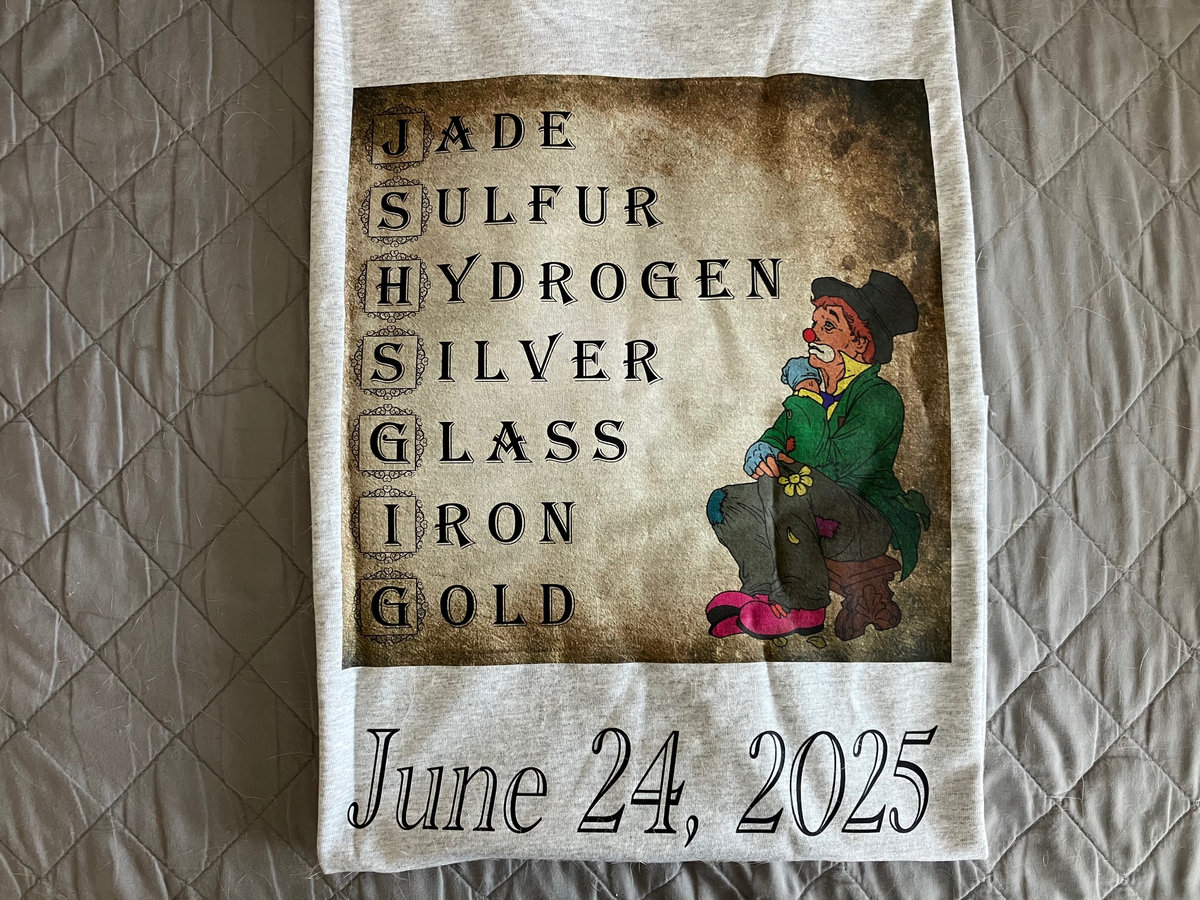 JADE
SULFUR
HYDROGEN
SILVER
GLASS
IRON
GOLD
June 24, 2025